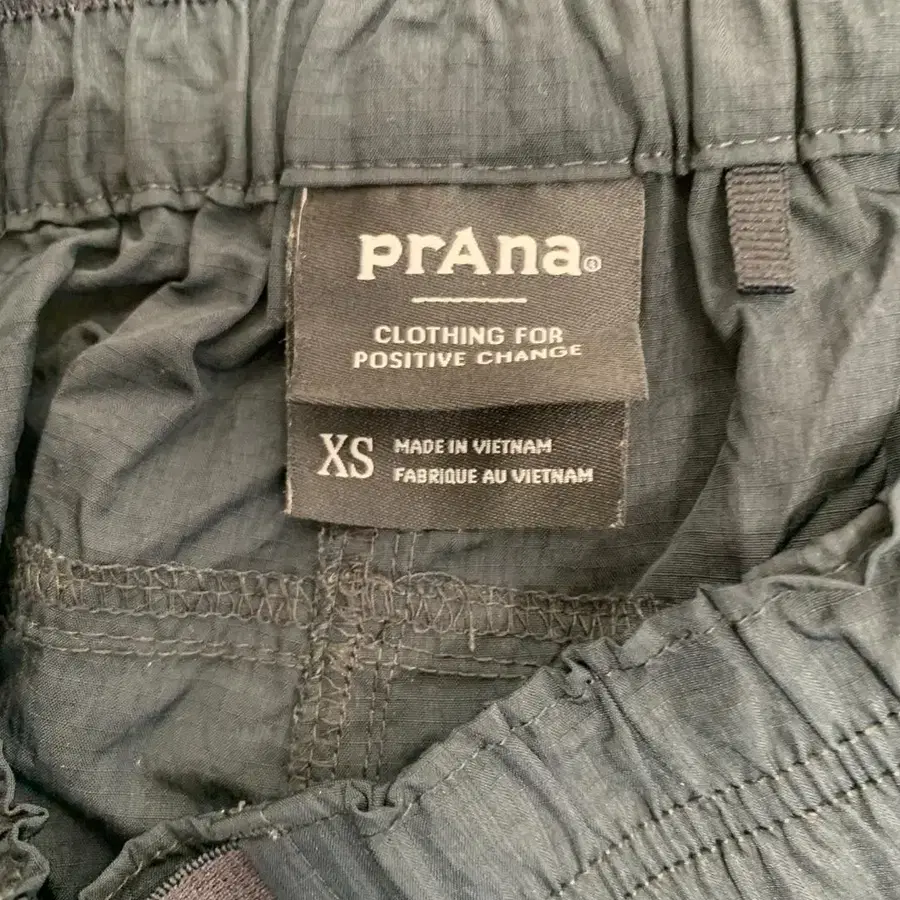 prAna®
CLOTHING FOR
POSITIVE CHANGE
XS
MADE IN VIETNAM
FABRIQUE AU VIETNAM